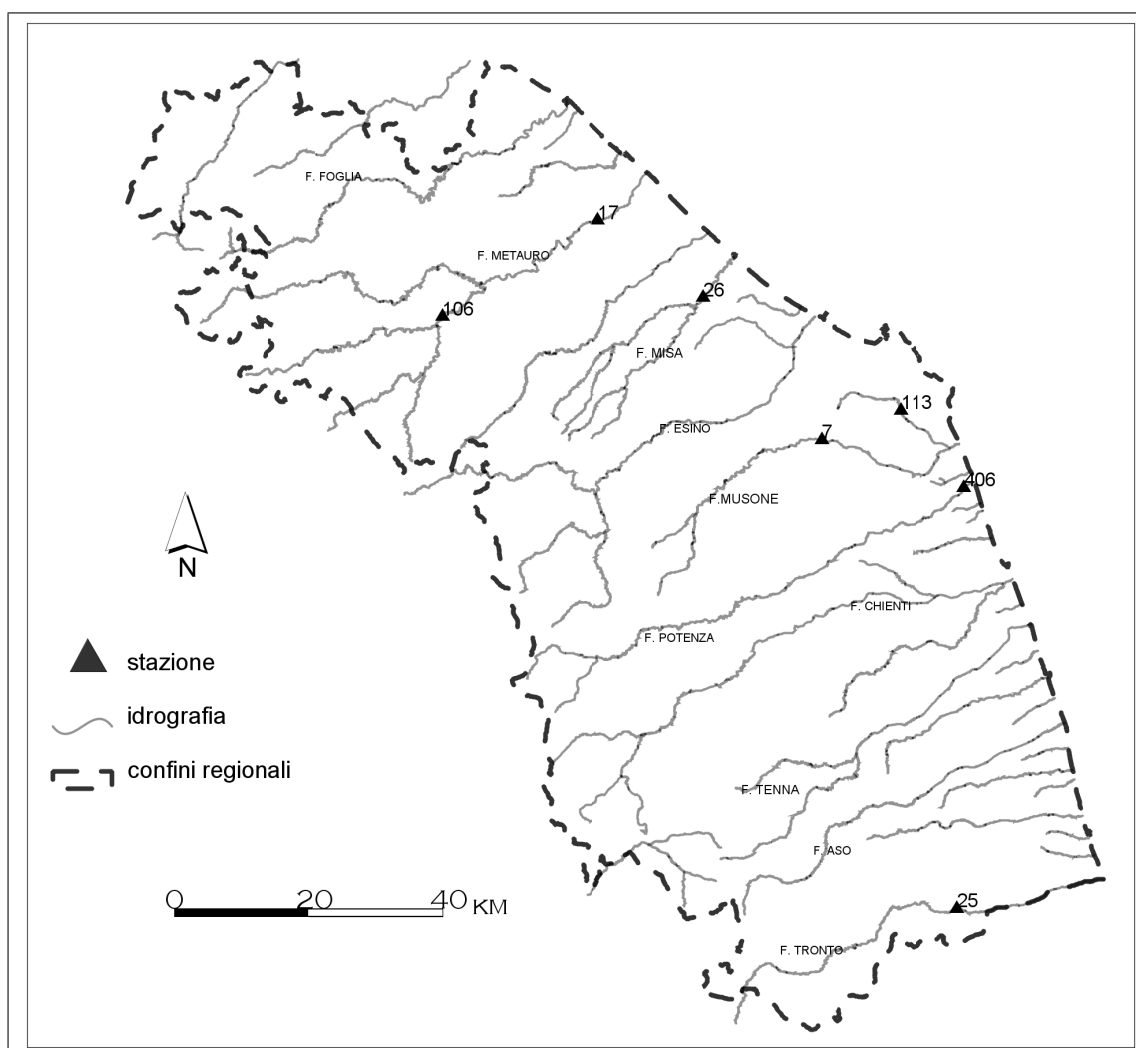 F. FOGLIA
17
F. METAURO
26
106
F. MISA
113
F. ESINO
7
406
F.MUSONE
N
F. CHIENTI
F. POTENZA
stazione
idrografia
confini regionali
F. TENNA
F. ASO
0 20 40 KM
25
F. TRONTO